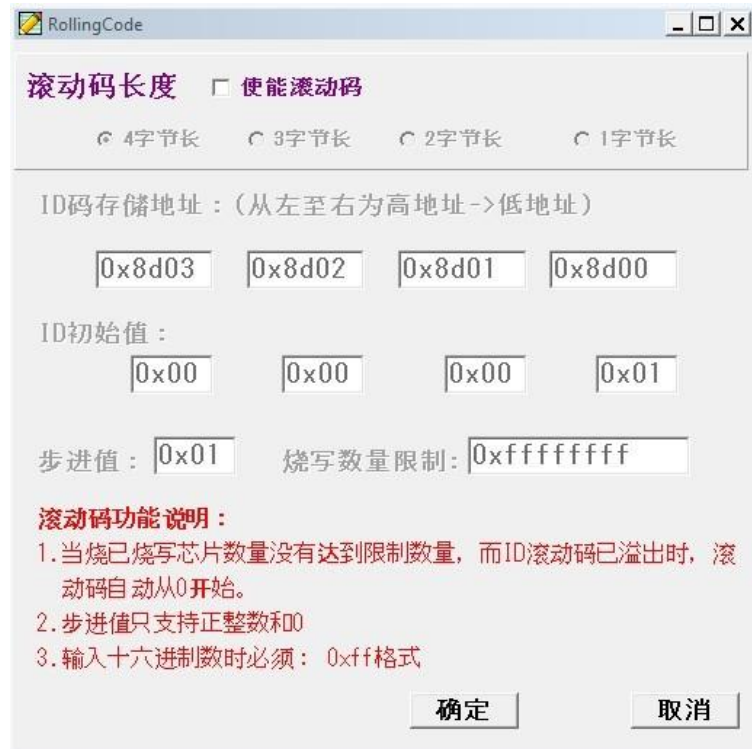 RollingCode
滚动码长度 使能滚动码
4字节长 3字节长 2字节长 1字节长
ID码存储地址：(从左至右为高地址->低地址)
0x8d03 0x8d02 0x8d01 0x8d00
ID初始值：
0x00 0x00 0x00 0x01
步进值：0x01 烧写数量限制:0xffffffff
滚动码功能说明：
1.当烧已烧写芯片数量没有达到限制数量，而ID滚动码已溢出时，滚
动码自动从0开始。
2.步进值只支持正整数和0
3.输入十六进制数时必须：0xff格式
确定 取消